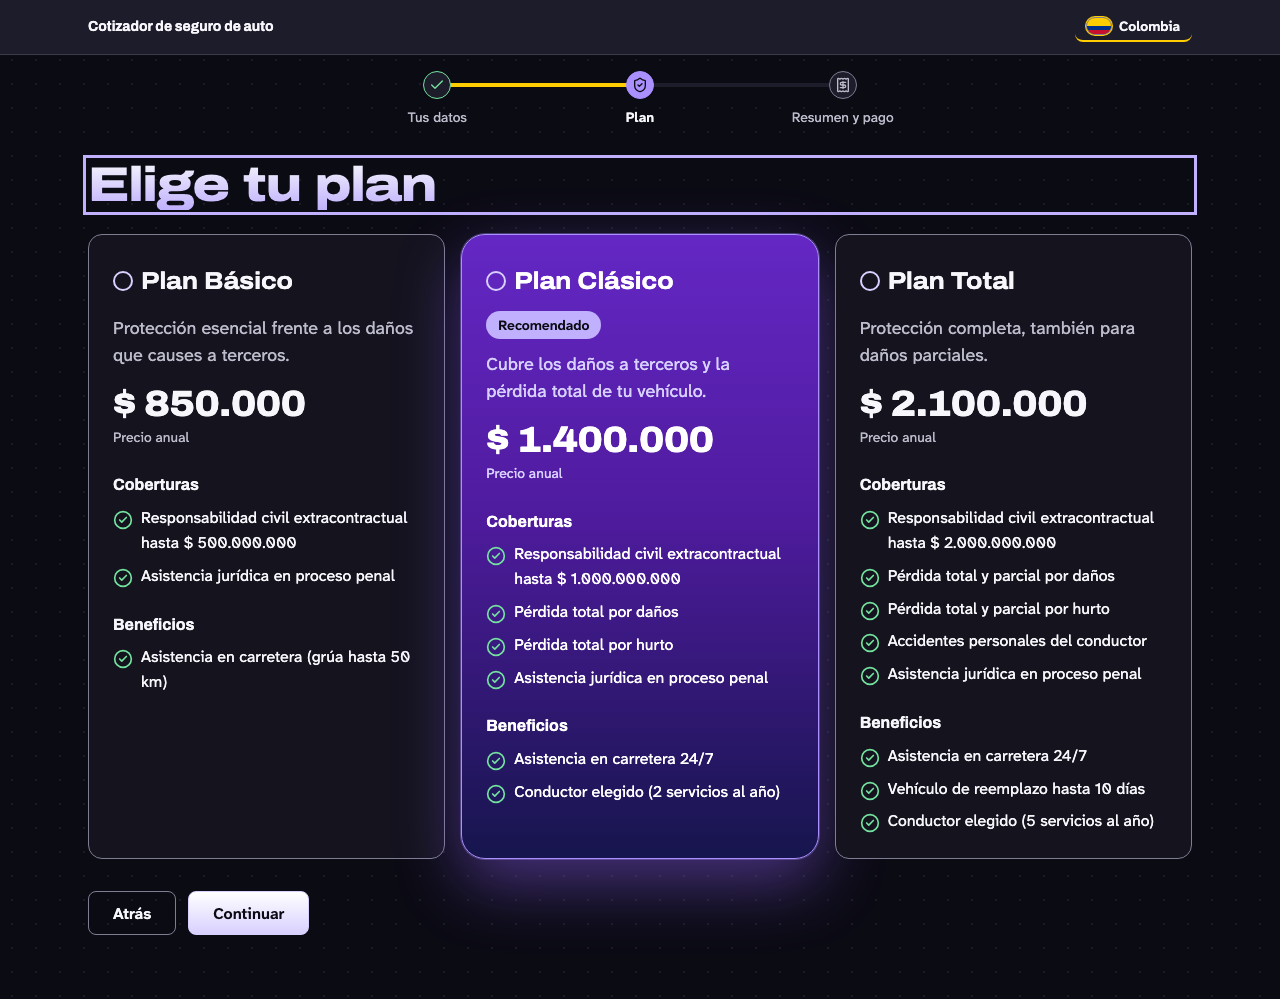 Cotizador de seguro de auto
Colombia
Tus datos
Plan
Resumen y pago
Elige tu plan
Plan Básico
Protección esencial frente a los daños
que causes a terceros.
$ 850.000
Precio anual
Coberturas
Responsabilidad civil extracontractual
hasta $ 500.000.000
Asistencia jurídica en proceso penal
Beneficios
Asistencia en carretera (grúa hasta 50
km)
Plan Clásico
Recomendado
Cubre los daños a terceros y la
pérdida total de tu vehículo.
$ 1.400.000
Precio anual
Coberturas
Responsabilidad civil extracontractual
hasta $ 1.000.000.000
Pérdida total por daños
Pérdida total por hurto
Asistencia jurídica en proceso penal
Beneficios
Asistencia en carretera 24/7
Conductor elegido (2 servicios al año)
Plan Total
Protección completa, también para
daños parciales.
$ 2.100.000
Precio anual
Coberturas
Responsabilidad civil extracontractual
hasta $ 2.000.000.000
Pérdida total y parcial por daños
Pérdida total y parcial por hurto
Accidentes personales del conductor
Asistencia jurídica en proceso penal
Beneficios
Asistencia en carretera 24/7
Vehículo de reemplazo hasta 10 días
Conductor elegido (5 servicios al año)
Atrás
Continuar